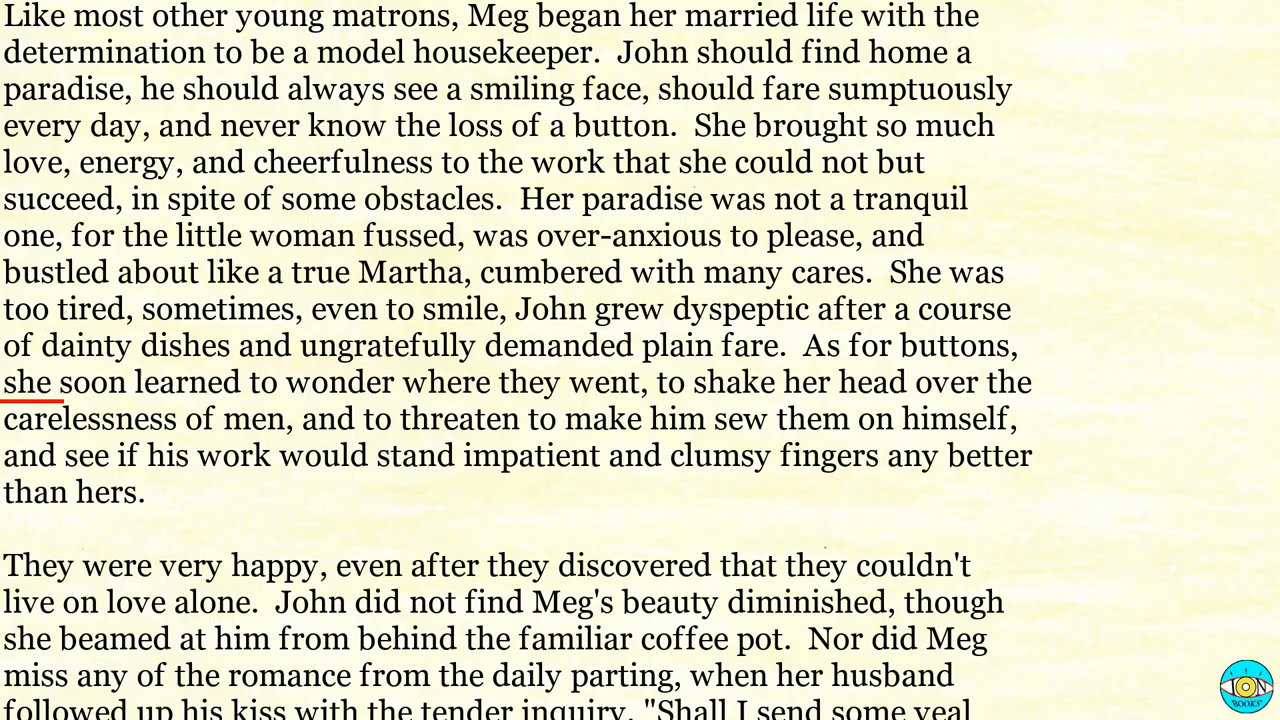 Like most other young matrons, Meg began her married life with the
determination to be a model housekeeper.  John should find home a
paradise, he should always see a smiling face, should fare sumptuously
every day, and never know the loss of a button.  She brought so much
love, energy, and cheerfulness to the work that she could not but
succeed, in spite of some obstacles.  Her paradise was not a tranquil
one, for the little woman fussed, was over-anxious to please, and
bustled about like a true Martha, cumbered with many cares.  She was
too tired, sometimes, even to smile, John grew dyspeptic after a course
of dainty dishes and ungratefully demanded plain fare.  As for buttons,
she soon learned to wonder where they went, to shake her head over the
carelessness of men, and to threaten to make him sew them on himself,
and see if his work would stand impatient and clumsy fingers any better
than hers.

They were very happy, even after they discovered that they couldn't
live on love alone.  John did not find Meg's beauty diminished, though
she beamed at him from behind the familiar coffee pot.  Nor did Meg
miss any of the romance from the daily parting, when her husband
followed up his kiss with the tender inquiry, "Shall I send some veal
ION
BOOKS